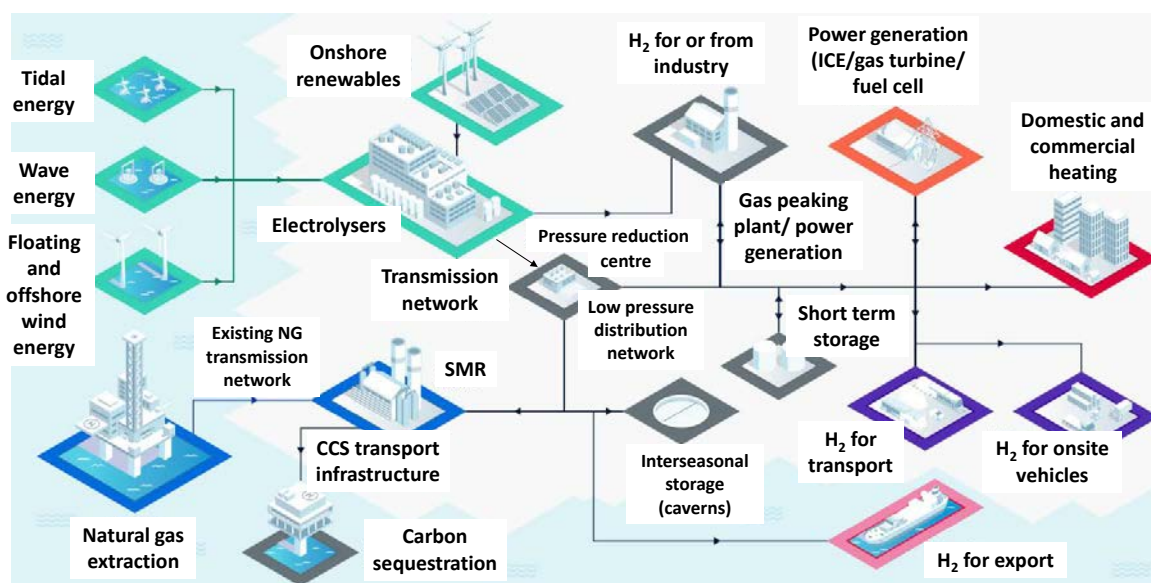 Tidal
energy
Wave
energy
Floating
and
offshore
wind
energy
Onshore
renewables
Electrolysers
Transmission
network
H₂ for or from
industry
Pressure reduction
centre
Gas peaking
plant/ power
generation
Power generation
(ICE/gas turbine/
fuel cell
Domestic and
commercial
heating
Low pressure
distribution
network
Short term
storage
Existing NG
transmission
network
SMR
CCS transport
infrastructure
Natural gas
extraction
Carbon
sequestration
Interseasonal
storage
(caverns)
H₂ for
transport
H₂ for onsite
vehicles
H₂ for export